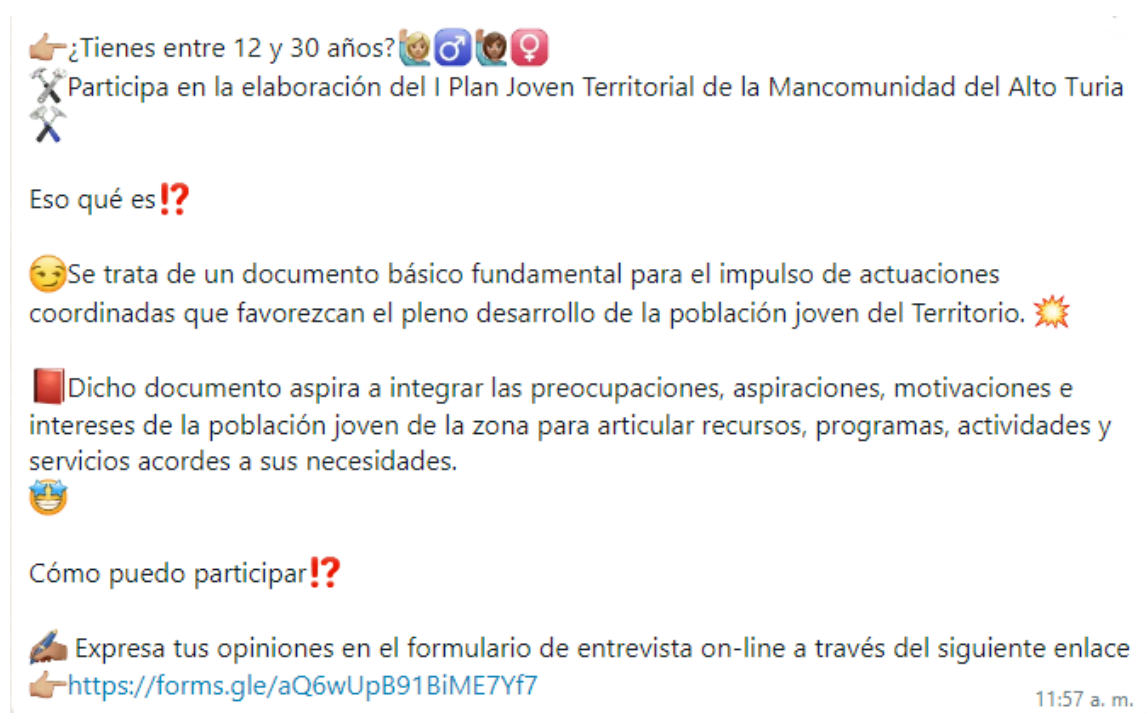 👉🏼¿Tienes entre 12 y 30 años?🙋🏼♂️🙋🏽♀️
⚒️Participa en la elaboración del I Plan Joven Territorial de la Mancomunidad del Alto Turia
⚒️
Eso qué es⁉️
😏Se trata de un documento básico fundamental para el impulso de actuaciones
coordinadas que favorezcan el pleno desarrollo de la población joven del Territorio. 💥
📕Dicho documento aspira a integrar las preocupaciones, aspiraciones, motivaciones e
intereses de la población joven de la zona para articular recursos, programas, actividades y
servicios acordes a sus necesidades.
🤩
Cómo puedo participar⁉️
✍🏽 Expresa tus opiniones en el formulario de entrevista on-line a través del siguiente enlace
👉🏼https://forms.gle/aQ6wUpB91BiME7Yf7
11:57 a. m.